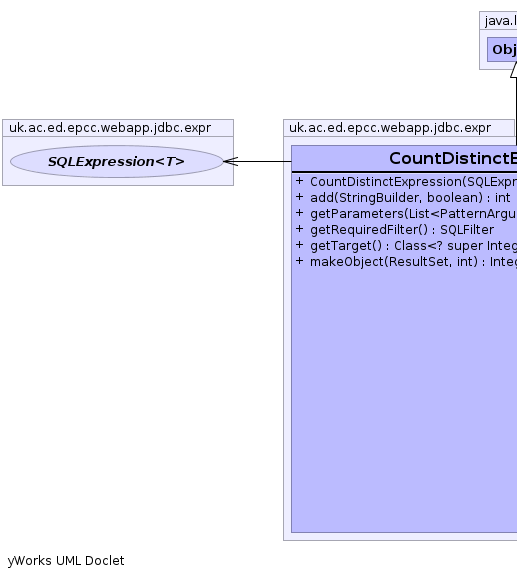 java.l
Obj
uk.ac.ed.epcc.webapp.jdbc.expr
SQLExpression<T>
uk.ac.ed.epcc.webapp.jdbc.expr
CountDistinctE
+ CountDistinctExpression(SQLExpr
+ add(StringBuilder, boolean) : int
+ getParameters(List<PatternArgu
+ getRequiredFilter() : SQLFilter
+ getTarget() : Class<? super Integ
+ makeObject(ResultSet, int) : Integ
yWorks UML Doclet